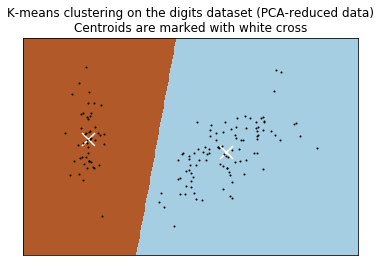 K-means clustering on the digits dataset (PCA-reduced data)
Centroids are marked with white cross